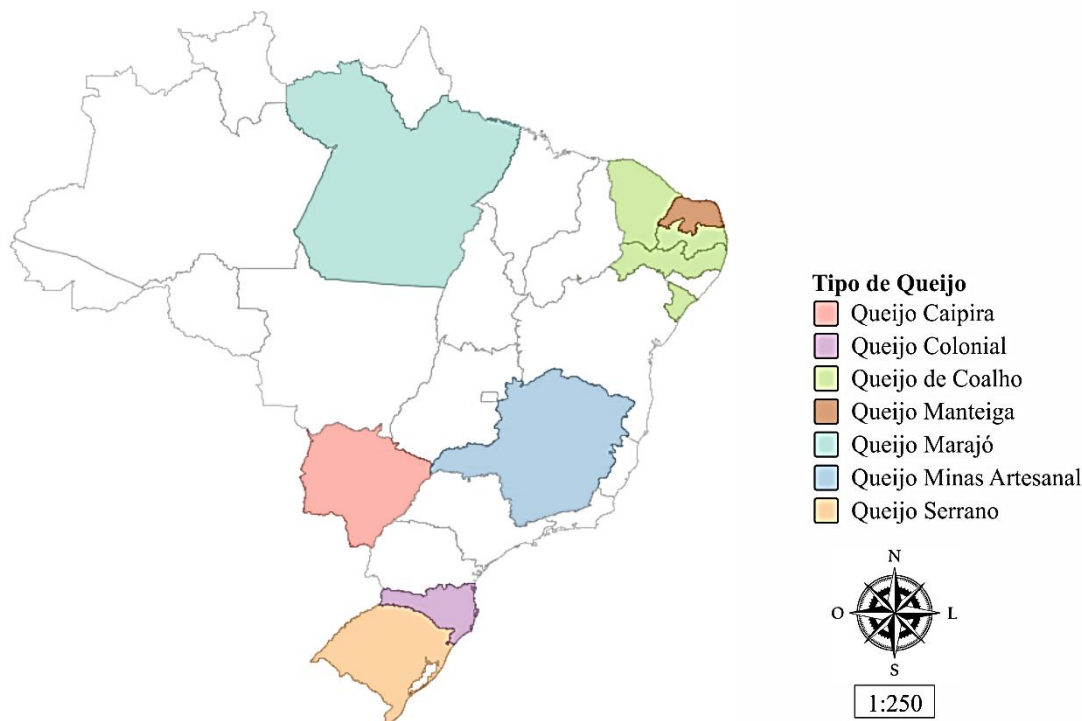 Tipo de Queijo
Queijo Caipira
Queijo Colonial
Queijo de Coalho
Queijo Manteiga
Queijo Marajó
Queijo Minas Artesanal
Queijo Serrano
N
O L
S
1:250